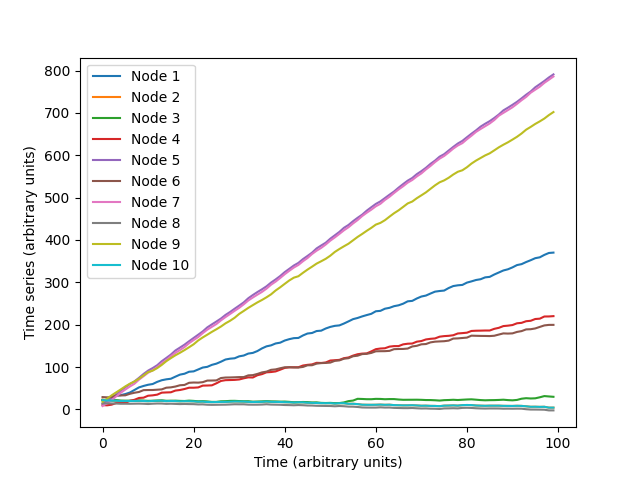 800
700
600
500
400
300
200
100
0
Time series (arbitrary units)
Node 1
Node 2
Node 3
Node 4
Node 5
Node 6
Node 7
Node 8
Node 9
Node 10
0 20 40 60 80 100
Time (arbitrary units)